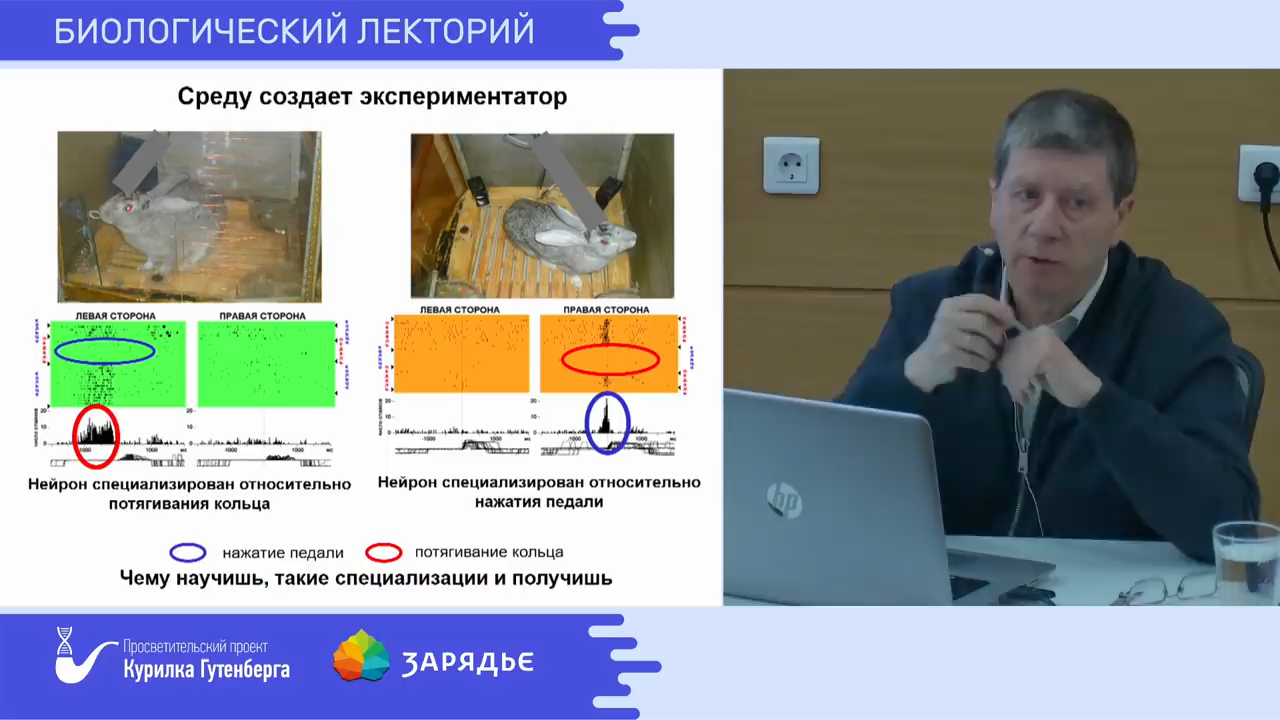 БИОЛОГИЧЕСКИЙ ЛЕКТОРИЙ
Среду создает экспериментатор
ЛЕВАЯ СТОРОНА
ПРАВАЯ СТОРОНА
ЛЕВАЯ СТОРОНА
ПРАВАЯ СТОРОНА
Нейрон специализирован относительно
потягивания кольца
Нейрон специализирован относительно
нажатия педали
нажатие педали
потягивание кольца
Чему научишь, такие специализации и получишь
hp
Просветительский проект
Курилка Гутенберга
ЗАРЯДЬЕ